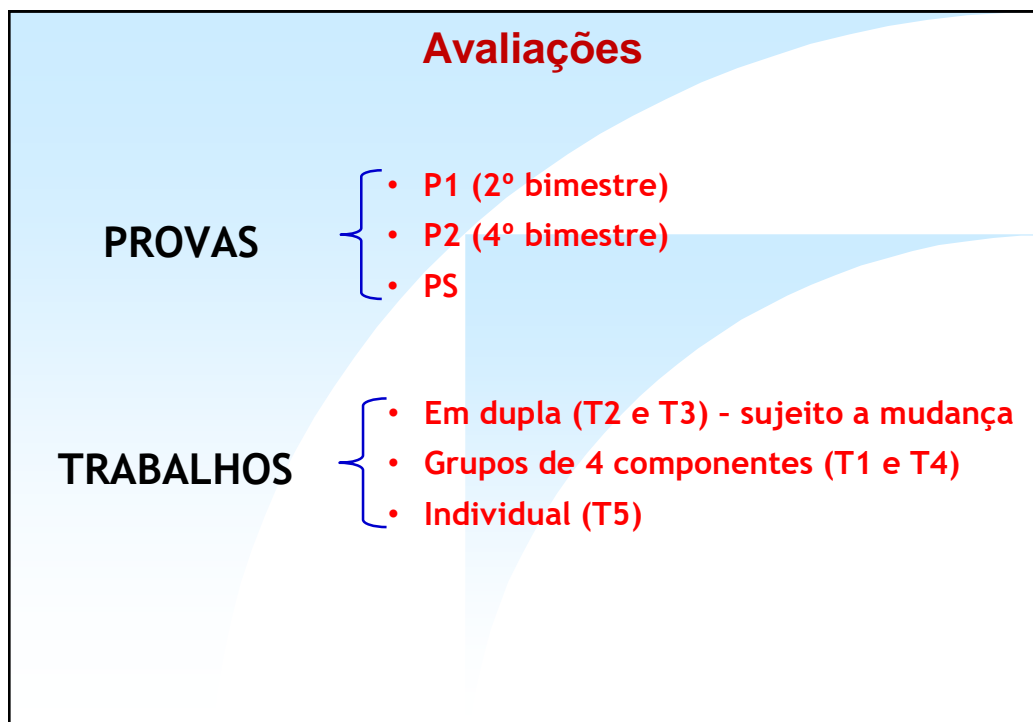 Avaliações
PROVAS
• P1 (2º bimestre)
• P2 (4º bimestre)
• PS
TRABALHOS
• Em dupla (T2 e T3) – sujeito a mudança
• Grupos de 4 componentes (T1 e T4)
• Individual (T5)